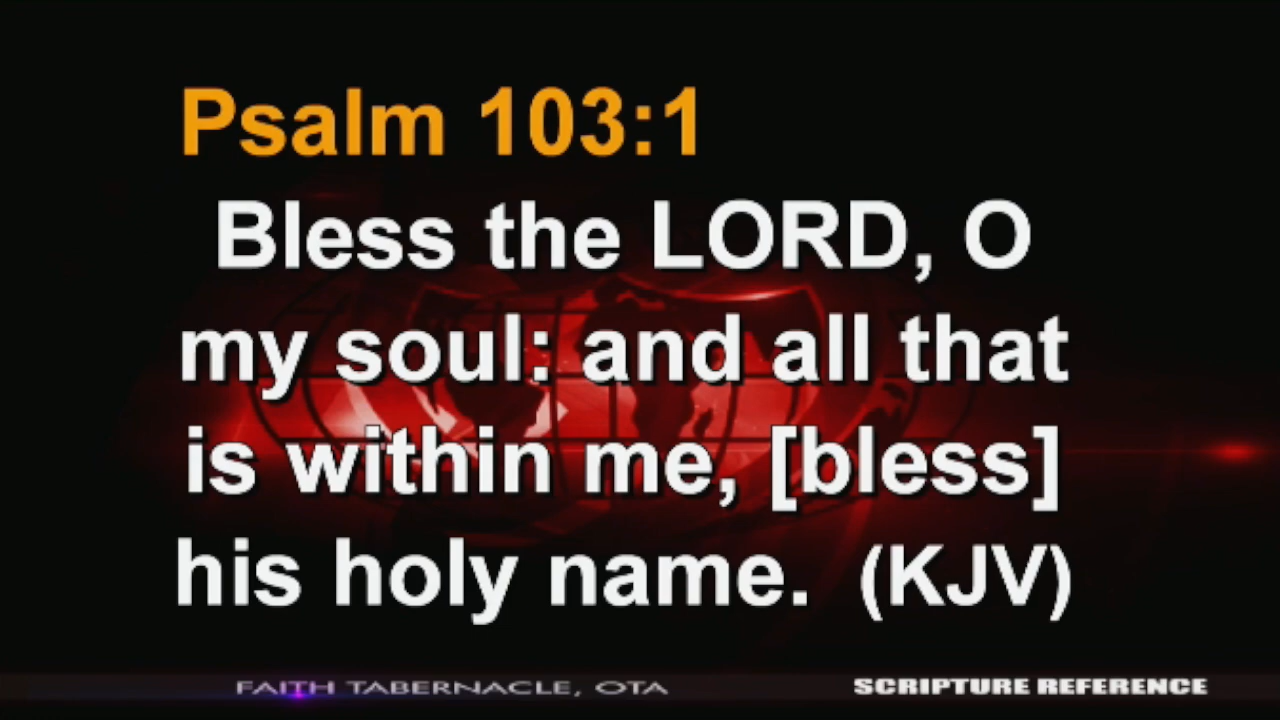 Psalm 103:1
Bless the LORD, O
my soul: and all that
is within me, [bless]
his holy name.  (KJV)
FAITH TABERNACLE, OTA
SCRIPTURE REFERENCE